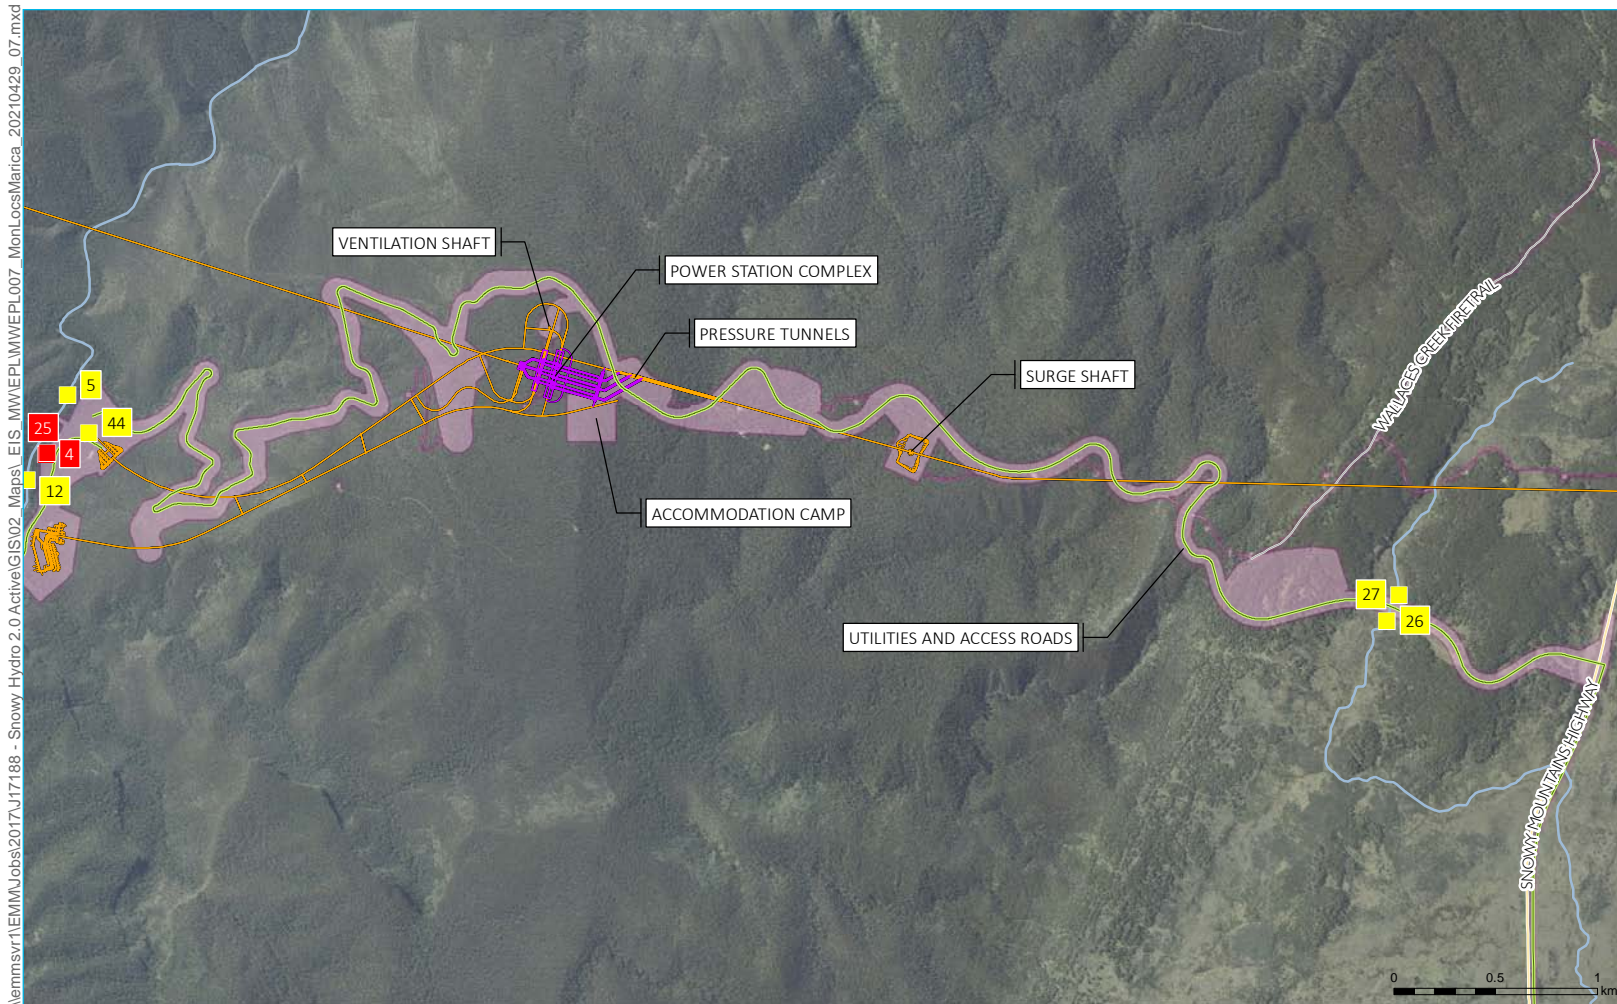 \emmsvr1\EMM\Jobs\2017\J17188 - Snowy Hydro 2.0 Active\GIS\02_Maps\_EIS_MW\EPL\MWEPL007_MonLocsMarica_20210429_07.mxd
VENTILATION SHAFT
POWER STATION COMPLEX
PRESSURE TUNNELS
SURGE SHAFT
WALLACES CREEK FIRETRAIL
5
44
25
4
12
ACCOMMODATION CAMP
27
26
UTILITIES AND ACCESS ROADS
SNOWY MOUNTAINS HIGHWAY
0 0.5 1
km